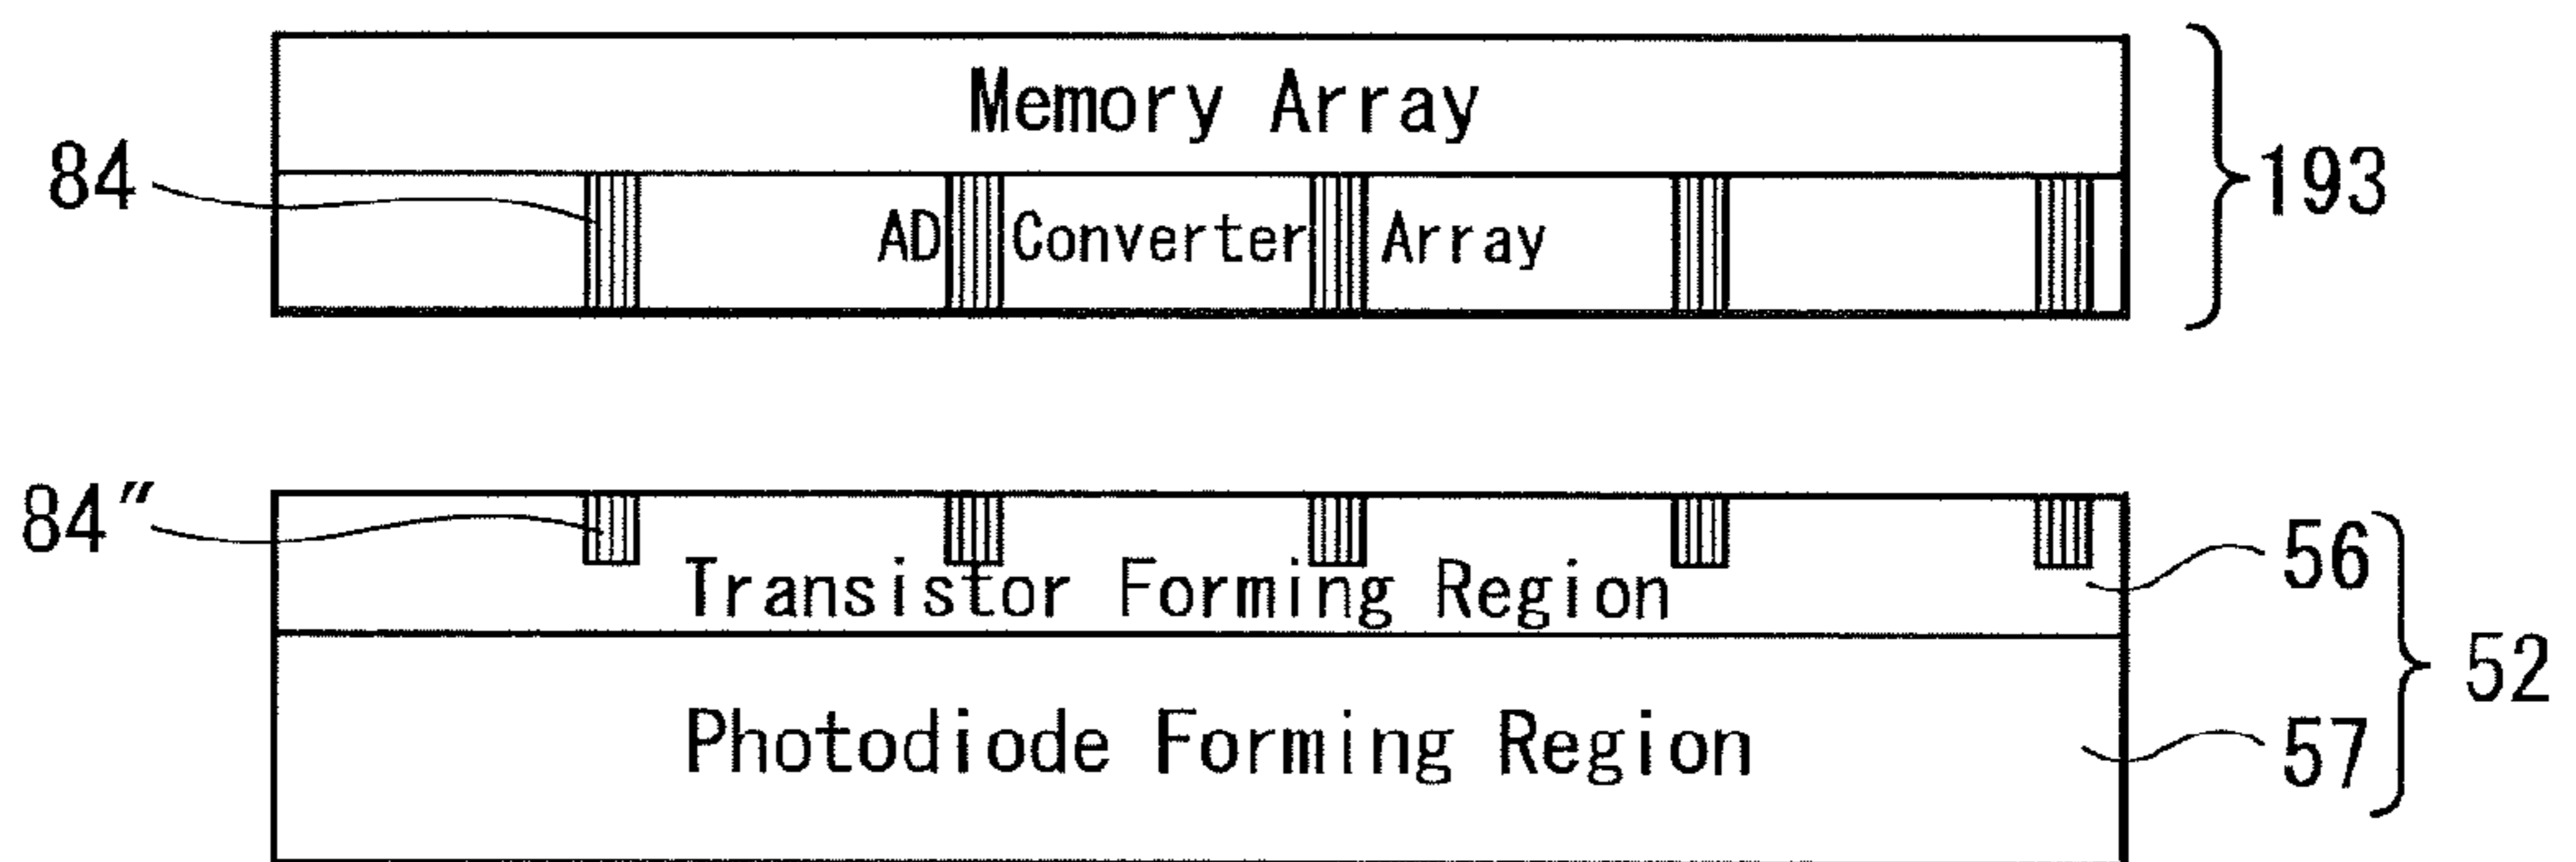 Memory Array
84
193
AD Converter Array
84″
Transistor Forming Region
56
52
Photodiode Forming Region
57